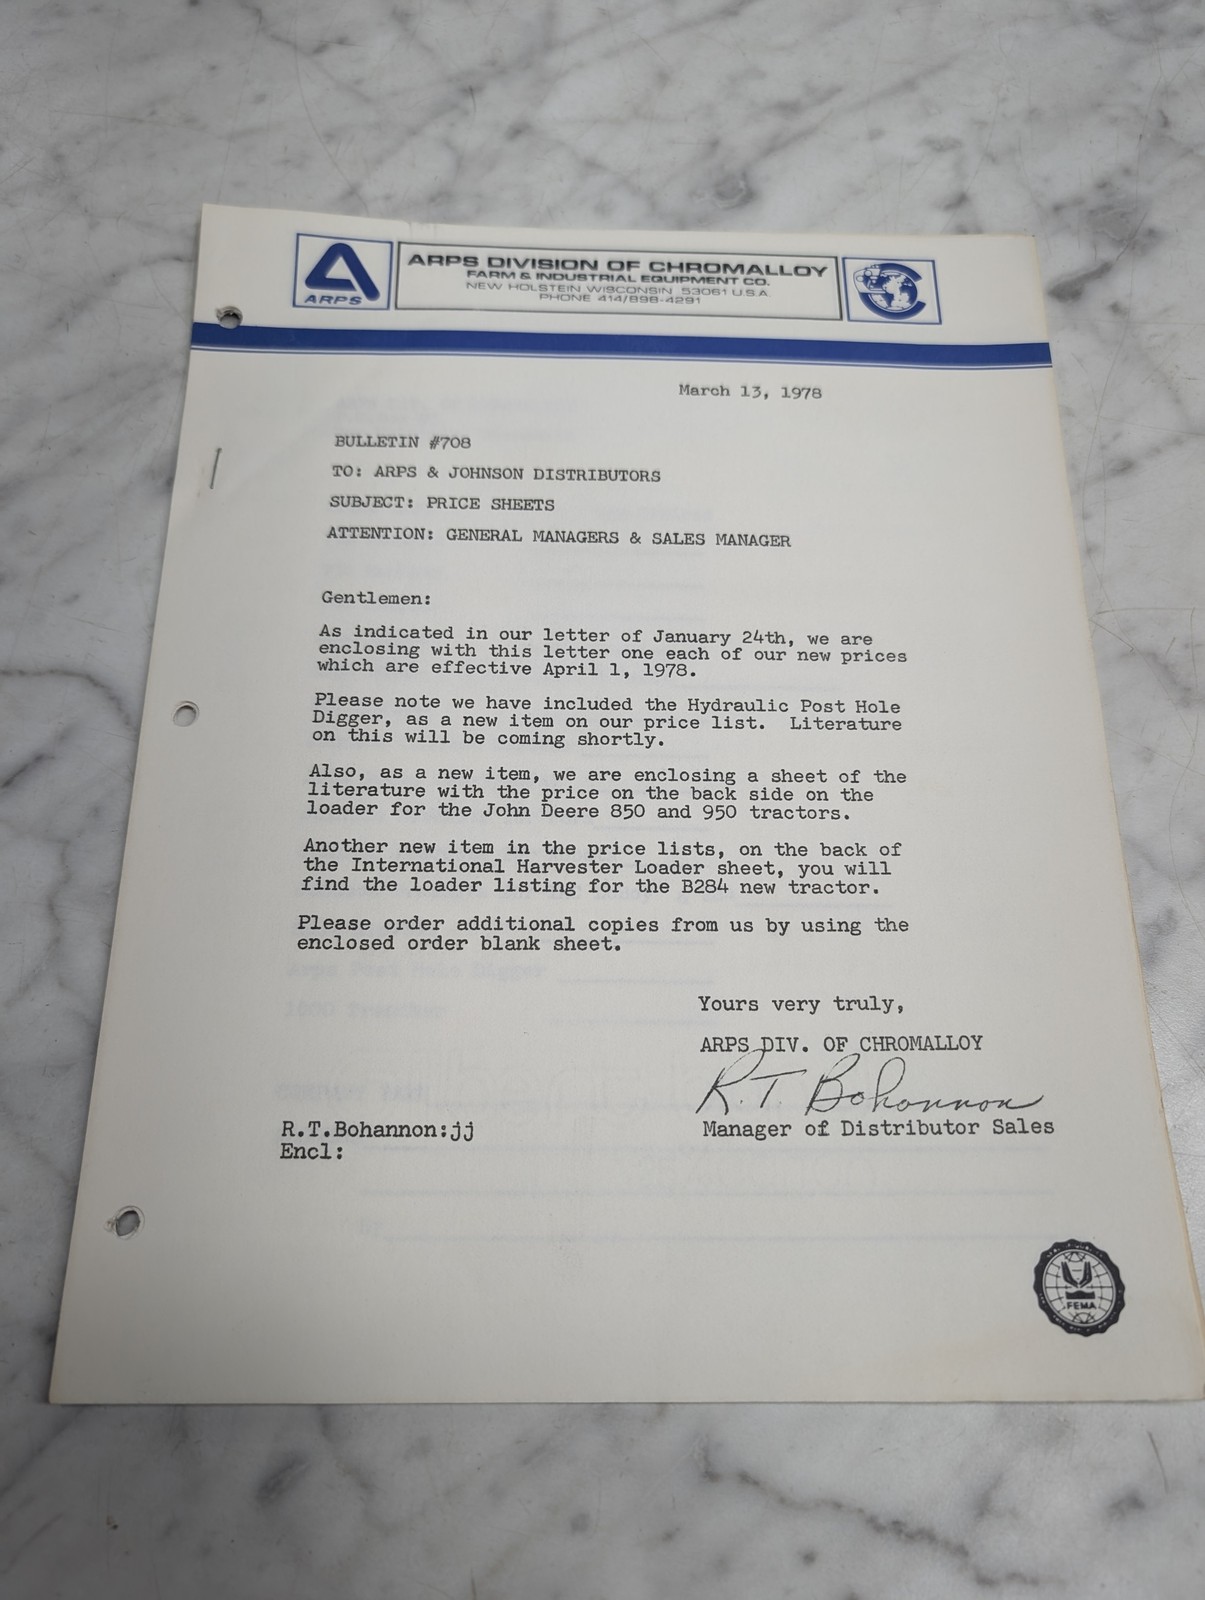 ARPS
ARPS DIVISION OF CHROMALLOY
FARM & INDUSTRIAL EQUIPMENT CO.
NEW HOLSTEIN WISCONSIN 53061 U.S.A.
PHONE 414/898-4291
March 13, 1978
BULLETIN #708
TO: ARPS & JOHNSON DISTRIBUTORS
SUBJECT: PRICE SHEETS
ATTENTION: GENERAL MANAGERS & SALES MANAGER
Gentlemen:
As indicated in our letter of January 24th, we are
enclosing with this letter one each of our new prices
which are effective April 1, 1978.
Please note we have included the Hydraulic Post Hole
Digger, as a new item on our price list. Literature
on this will be coming shortly.
Also, as a new item, we are enclosing a sheet of the
literature with the price on the back side on the
loader for the John Deere 850 and 950 tractors.
Another new item in the price lists, on the back of
the International Harvester Loader sheet, you will
find the loader listing for the B284 new tractor.
Please order additional copies from us by using the
enclosed order blank sheet.
Arps Post Hole Digger
Yours very truly,
ARPS DIV. OF CHROMALLOY
R.T. Bohannon
R.T.Bohannon:jj
Manager of Distributor Sales
Encl:
FEMA